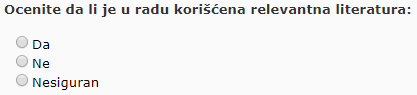 Ocenite da li je u radu korišćena relevantna literatura:
Da
Ne
Nesiguran